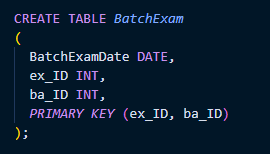 CREATE TABLE BatchExam
(
BatchExamDate DATE,
ex_ID INT,
ba_ID INT,
PRIMARY KEY (ex_ID, ba_ID)
);